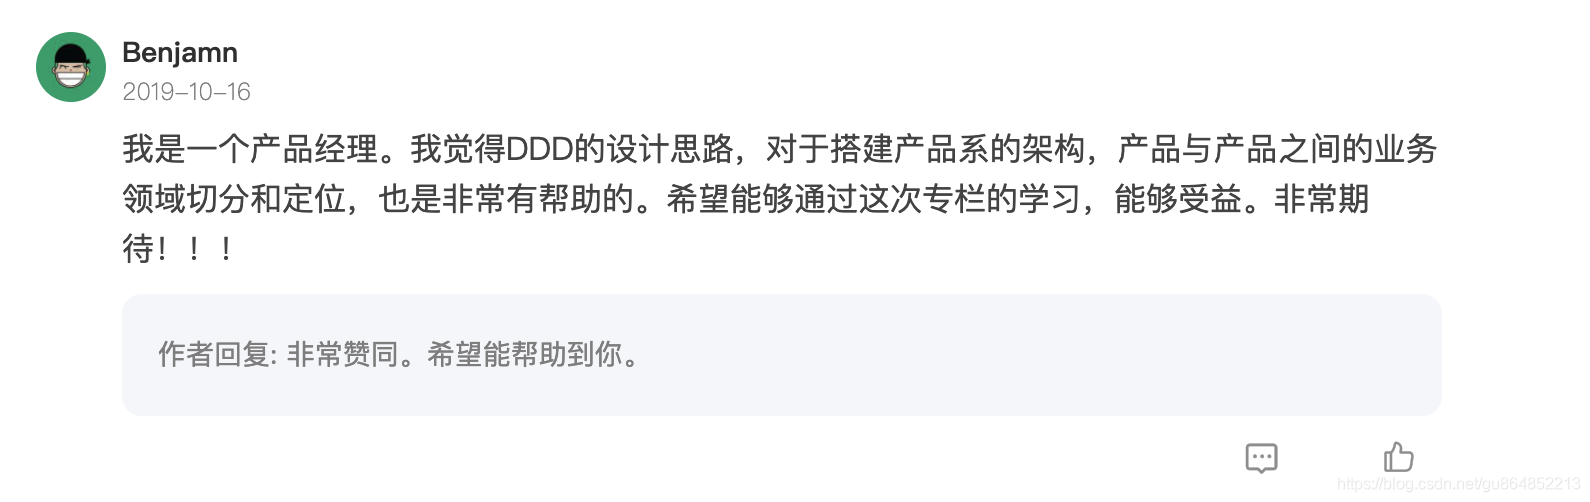 Benjamn
2019-10-16
我是一个产品经理。我觉得DDD的设计思路，对于搭建产品系的架构，产品与产品之间的业务
领域切分和定位，也是非常有帮助的。希望能够通过这次专栏的学习，能够受益。非常期
待！！！
作者回复: 非常赞同。希望能帮助到你。
https://blog.csdn.net/gu864852213